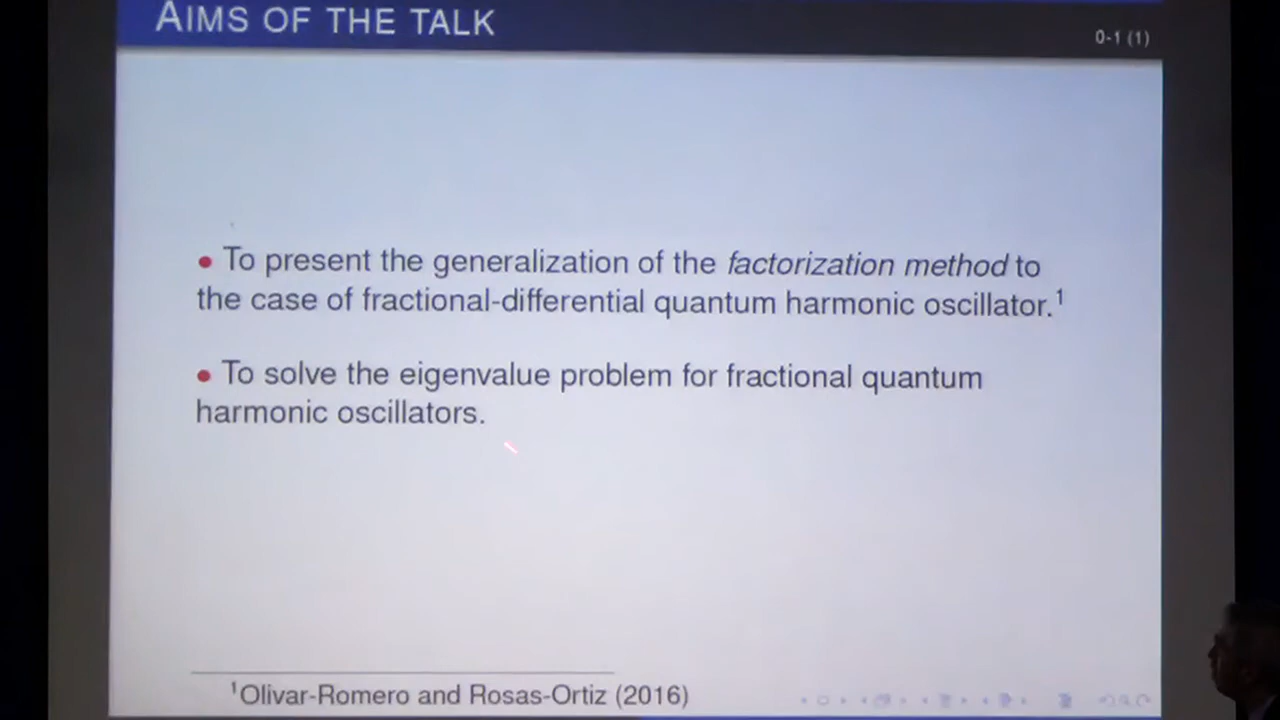 AIMS OF THE TALK
0-1 (1)
• To present the generalization of the factorization method to
the case of fractional-differential quantum harmonic oscillator.¹
• To solve the eigenvalue problem for fractional quantum
harmonic oscillators.
¹Olivar-Romero and Rosas-Ortiz (2016)